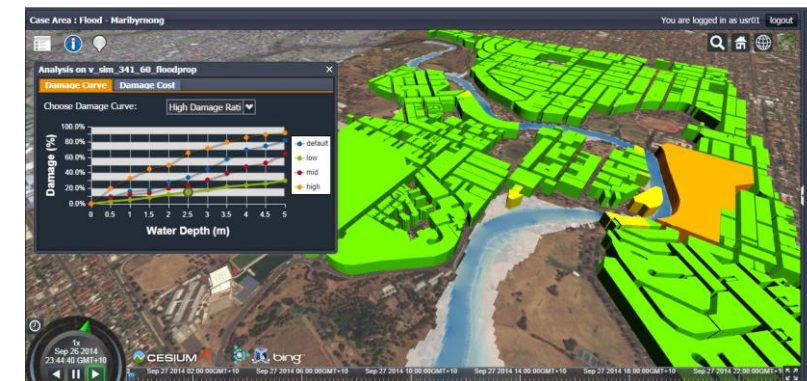 Case Area : Flood - Maribyrnong
You are logged in as usr01 logout
Analysis on v_sim_341_60_floodprop ×
Damage Curve Damage Cost
Choose Damage Curve: High Damage Rati
100.0%
80.0%
60.0%
40.0%
20.0%
0.0%
Damage (%)
default
low
mid
high
0 0.5 1 1.5 2 2.5 3 3.5 4 4.5 5
Water Depth (m)
1x
Sep 26 2014
23:44:40 GMT+10
CESIUM
bing
Sep 27 2014 02:00:00GMT+10 Sep 27 2014 06:00:00GMT+10 Sep 27 2014 10:00:00GMT+10 Sep 27 2014 14:00:00GMT+10 Sep 27 2014 18:00:00GMT+10 Sep 27 2014 22:00:00GMT+10